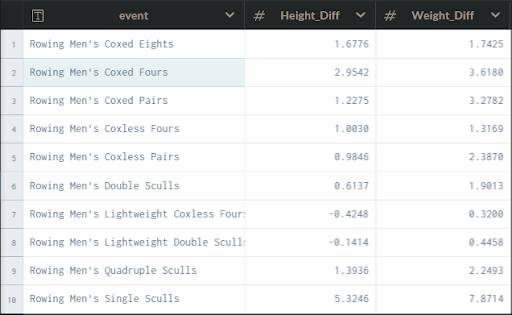 T event # Height_Diff # Weight_Diff
1 Rowing Men's Coxed Eights 1.6776 1.7425
2 Rowing Men's Coxed Fours 2.9542 3.6180
3 Rowing Men's Coxed Pairs 1.2275 3.2782
4 Rowing Men's Coxless Fours 1.0030 1.3169
5 Rowing Men's Coxless Pairs 0.9846 2.3870
6 Rowing Men's Double Sculls 0.6137 1.9013
7 Rowing Men's Lightweight Coxless Fours -0.4248 0.3200
8 Rowing Men's Lightweight Double Sculls -0.1414 0.4458
9 Rowing Men's Quadruple Sculls 1.3936 2.2493
10 Rowing Men's Single Sculls 5.3246 7.8714